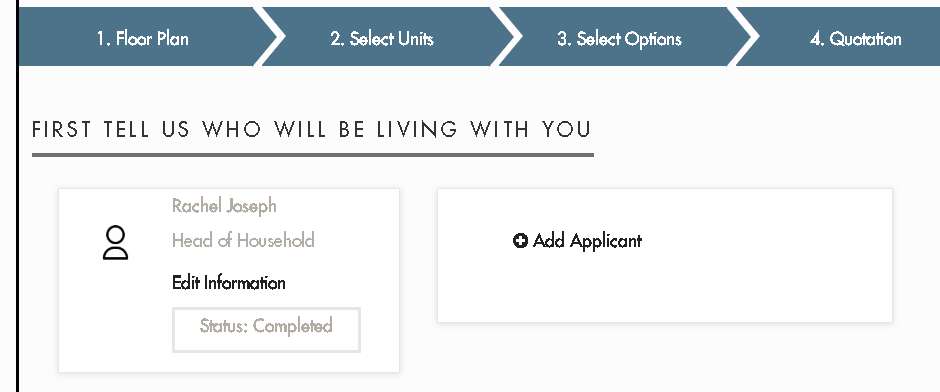 1. Floor Plan
2. Select Units
3. Select Options
4. Quotation
FIRST TELL US WHO WILL BE LIVING WITH YOU
Rachel Joseph
Head of Household
Edit Information
Status: Completed
Add Applicant